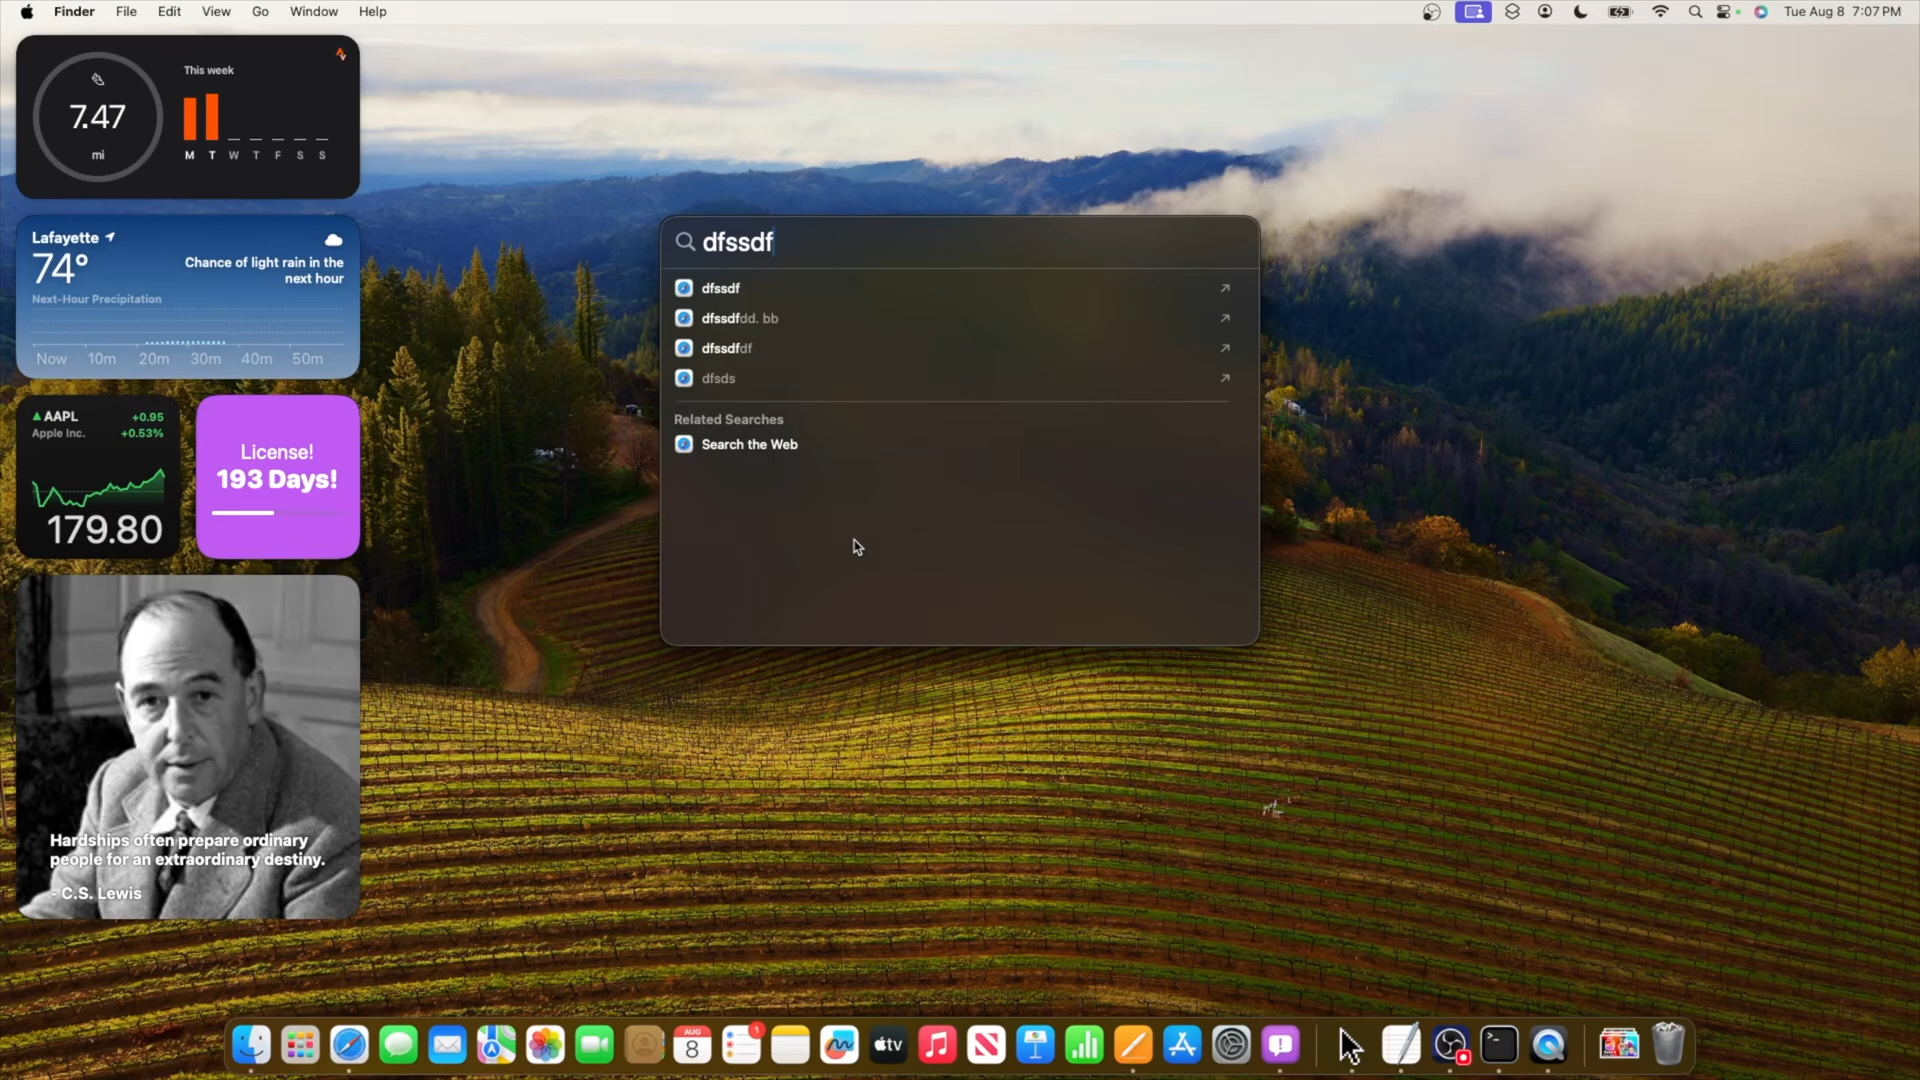 Finder File Edit View Go Window Help
Tue Aug 8 7:07 PM
This week
7.47
mi
M T W T F S S
Lafayette
74°
Chance of light rain in the
next hour
Next-Hour Precipitation
Now 10m 20m 30m 40m 50m
AAPL +0.95
Apple Inc. +0.53%
179.80
License!
193 Days!
Hardships often prepare ordinary
people for an extraordinary destiny.
- C.S. Lewis
dfssdf
dfssdf
dfssdfdd. bb
dfssdfdf
dfsds
Related Searches
Search the Web
AUG
8
1
tv